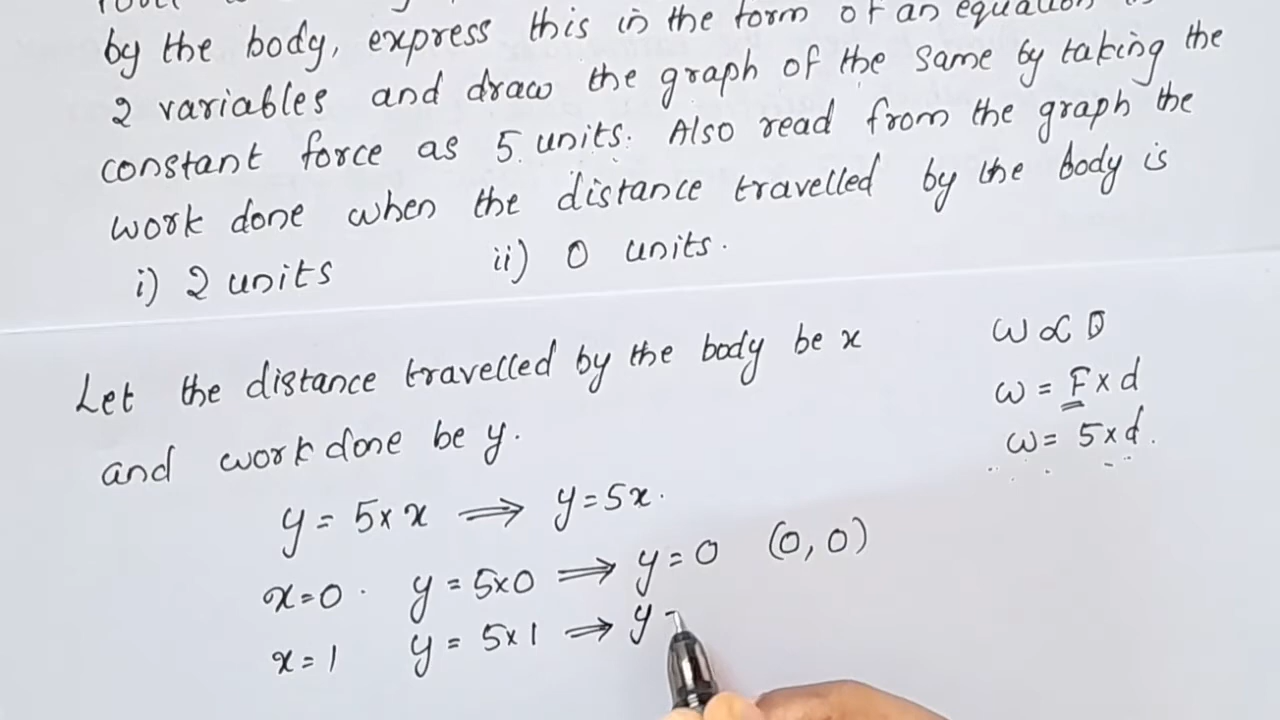 by the body, express this in the form of an equation
2 variables and draw the graph of the same by taking the
constant force as 5 units. Also read from the graph the
work done when the distance travelled by the body is
i) 2 units ii) 0 units.
Let the distance travelled by the body be x
and work done be y.
y = 5 × x ⟹ y = 5x.
x = 0. y = 5×0 ⟹ y = 0 (0, 0)
x = 1 y = 5×1 ⟹ y =
W ∝ D
W = F × d
W = 5 × d.